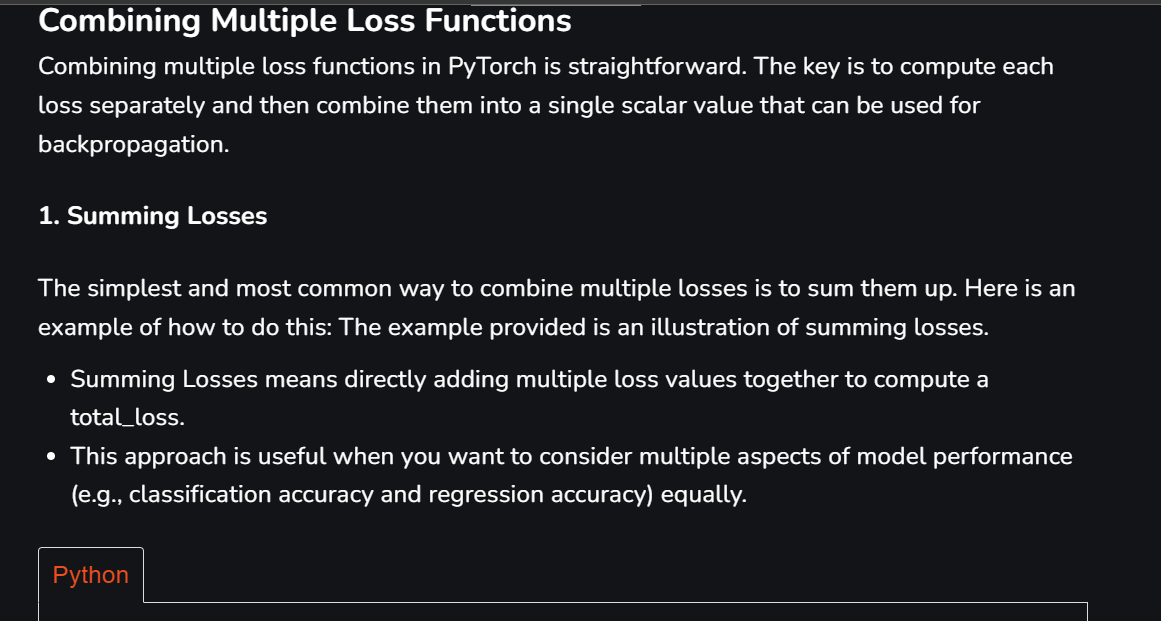 Combining Multiple Loss Functions
Combining multiple loss functions in PyTorch is straightforward. The key is to compute each
loss separately and then combine them into a single scalar value that can be used for
backpropagation.
1. Summing Losses
The simplest and most common way to combine multiple losses is to sum them up. Here is an
example of how to do this: The example provided is an illustration of summing losses.
• Summing Losses means directly adding multiple loss values together to compute a
total_loss.
• This approach is useful when you want to consider multiple aspects of model performance
(e.g., classification accuracy and regression accuracy) equally.
Python